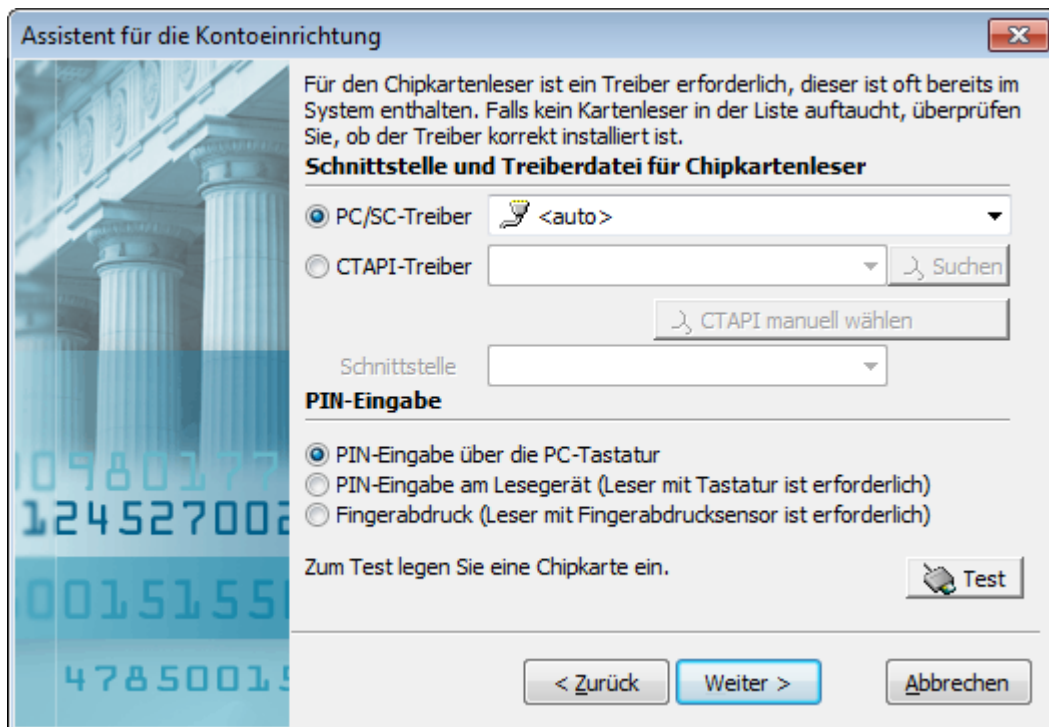 Assistent für die Kontoeinrichtung
Für den Chipkartenleser ist ein Treiber erforderlich, dieser ist oft bereits im
System enthalten. Falls kein Kartenleser in der Liste auftaucht, überprüfen
Sie, ob der Treiber korrekt installiert ist.
Schnittstelle und Treiberdatei für Chipkartenleser
PC/SC-Treiber <auto>
CTAPI-Treiber Suchen
CTAPI manuell wählen
Schnittstelle
PIN-Eingabe
PIN-Eingabe über die PC-Tastatur
PIN-Eingabe am Lesegerät (Leser mit Tastatur ist erforderlich)
Fingerabdruck (Leser mit Fingerabdrucksensor ist erforderlich)
Zum Test legen Sie eine Chipkarte ein.
Test
< Zurück Weiter > Abbrechen
00980177
124527002
500151558
47850015